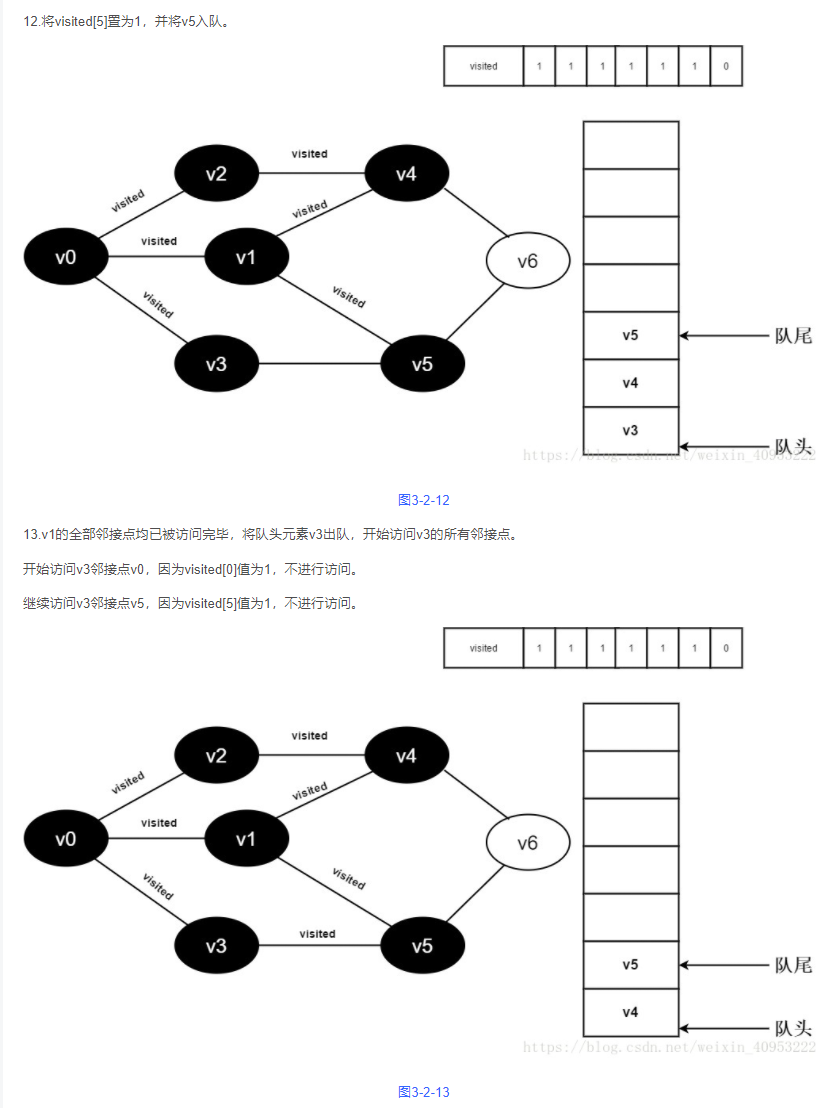 12.将visited[5]置为1，并将v5入队。
visited 1 1 1 1 1 1 0
visited
v2
v4
visited
visited
visited
v0
v1
v6
visited
visited
v3
v5
v5
队尾
v4
v3
队头
https://blog.csdn.net/weixin_40953222
图3-2-12
13.v1的全部邻接点均已被访问完毕，将队头元素v3出队，开始访问v3的所有邻接点。
开始访问v3邻接点v0，因为visited[0]值为1，不进行访问。
继续访问v3邻接点v5，因为visited[5]值为1，不进行访问。
visited 1 1 1 1 1 1 0
visited
v2
v4
visited
visited
visited
v0
v1
v6
visited
visited
visited
v3
v5
v5
队尾
v4
队头
https://blog.csdn.net/weixin_40953222
图3-2-13